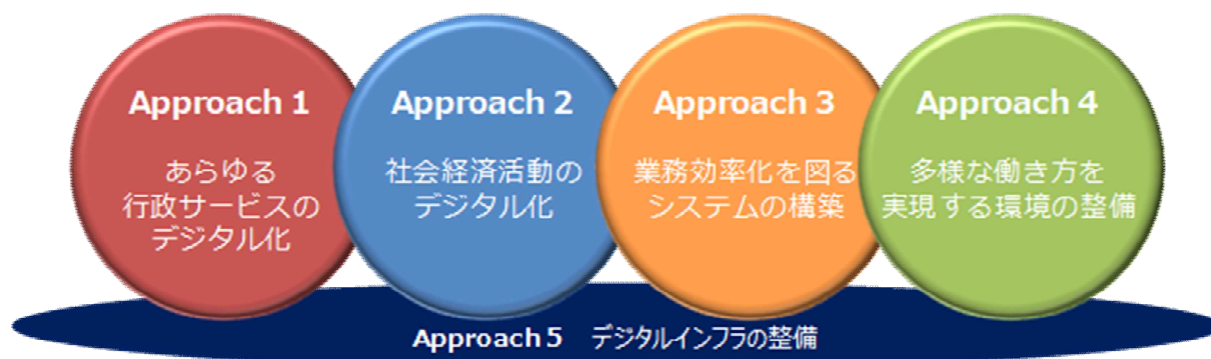 Approach 1
あらゆる
行政サービスの
デジタル化
Approach 2
社会経済活動の
デジタル化
Approach 3
業務効率化を図る
システムの構築
Approach 4
多様な働き方を
実現する環境の整備
Approach 5 デジタルインフラの整備